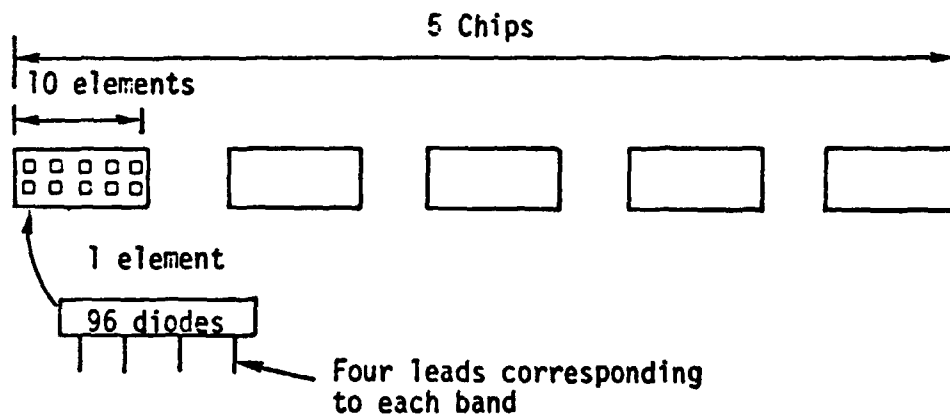 5 Chips
10 elements
1 element
96 diodes
Four leads corresponding
to each band